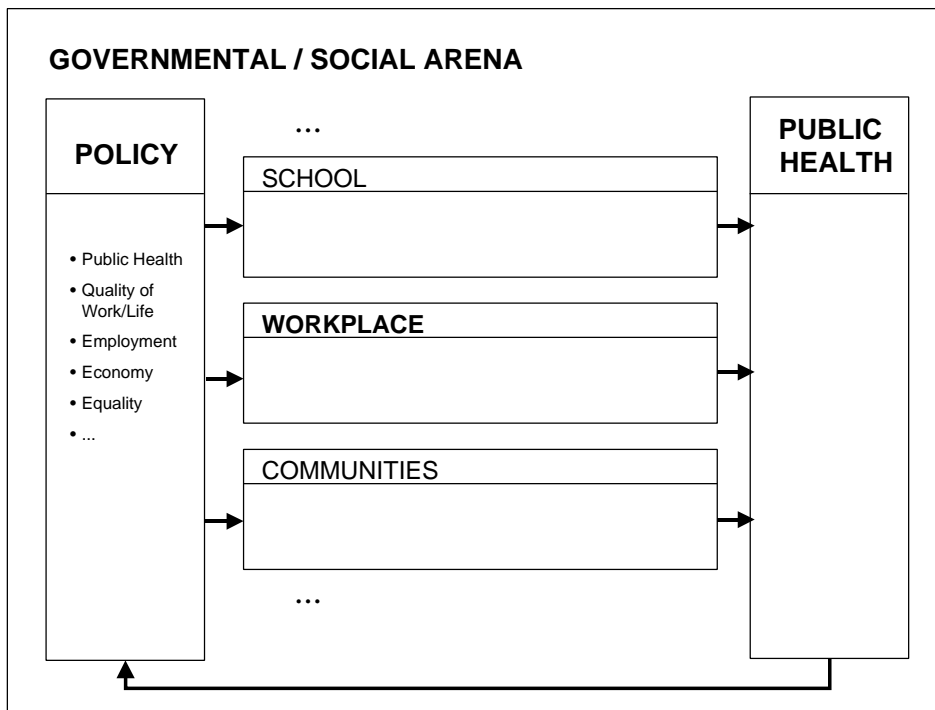 GOVERNMENTAL / SOCIAL ARENA
POLICY
• Public Health
• Quality of
Work/Life
• Employment
• Economy
• Equality
• ...
...
SCHOOL
WORKPLACE
COMMUNITIES
...
PUBLIC
HEALTH